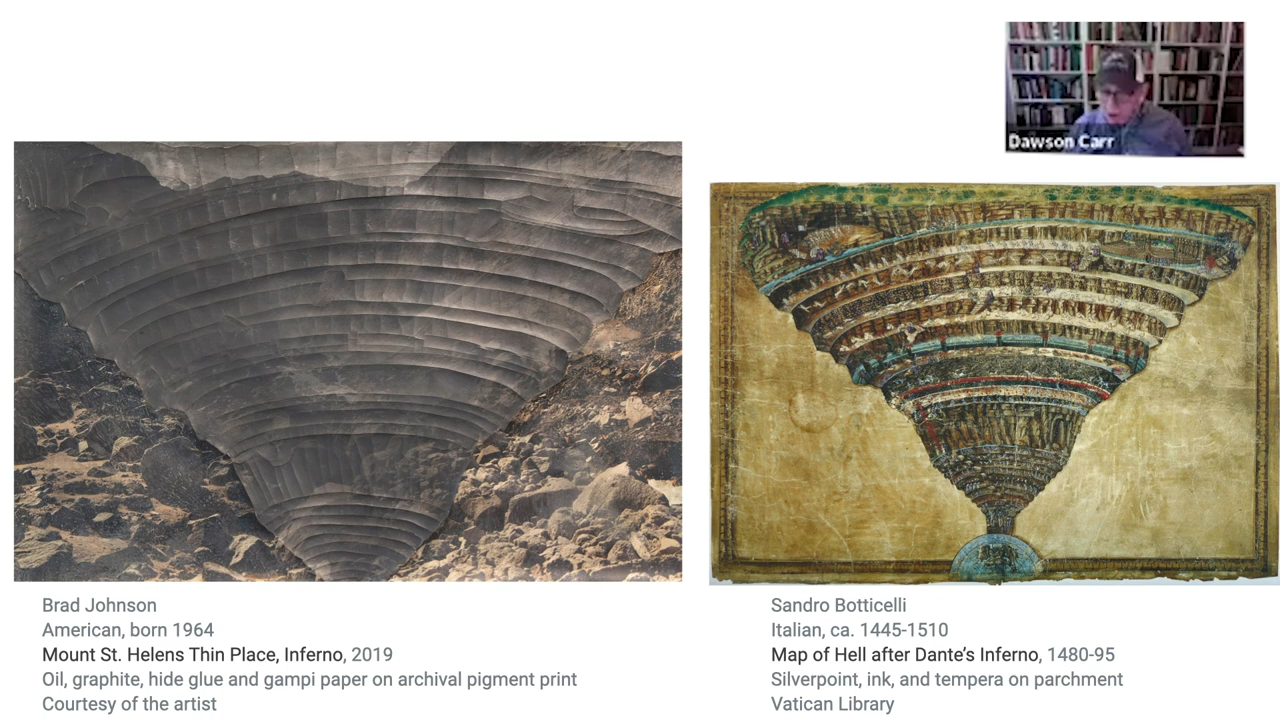 Dawson Carr
Brad Johnson
American, born 1964
Mount St. Helens Thin Place, Inferno, 2019
Oil, graphite, hide glue and gampi paper on archival pigment print
Courtesy of the artist
Sandro Botticelli
Italian, ca. 1445-1510
Map of Hell after Dante’s Inferno, 1480-95
Silverpoint, ink, and tempera on parchment
Vatican Library